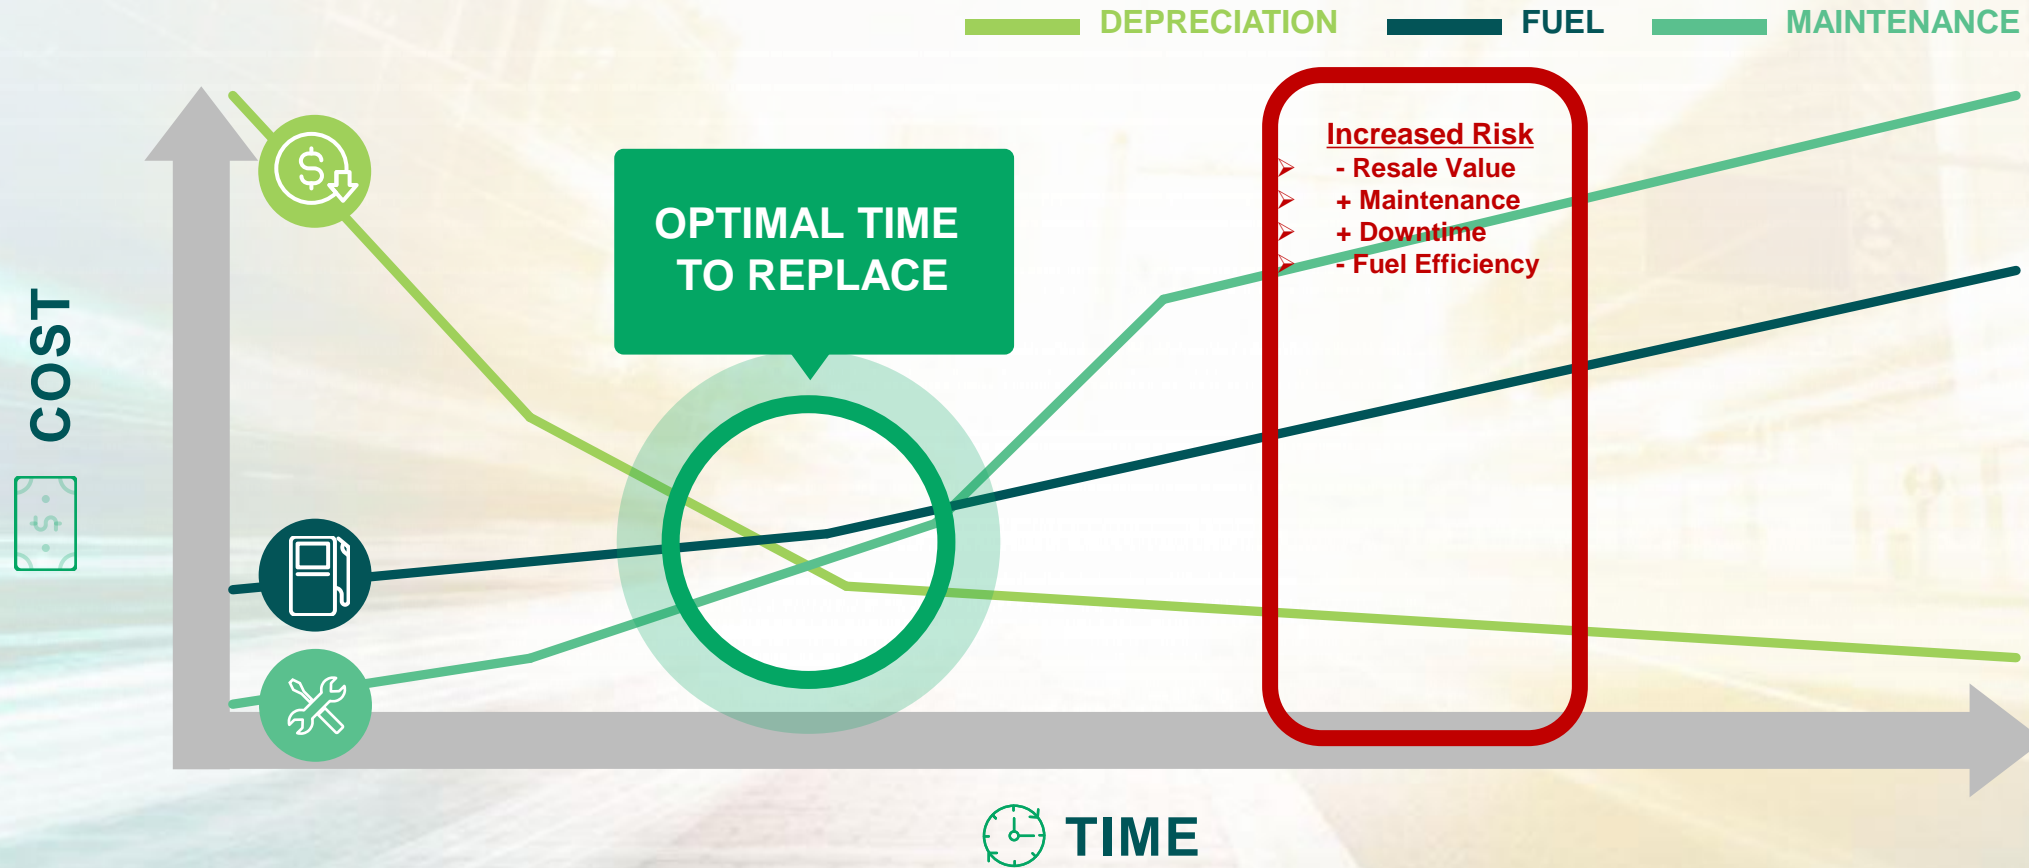 DEPRECIATION
FUEL
MAINTENANCE
Increased Risk
➢ - Resale Value
➢ + Maintenance
➢ + Downtime
➢ - Fuel Efficiency
OPTIMAL TIME
TO REPLACE
COST
$
$
TIME